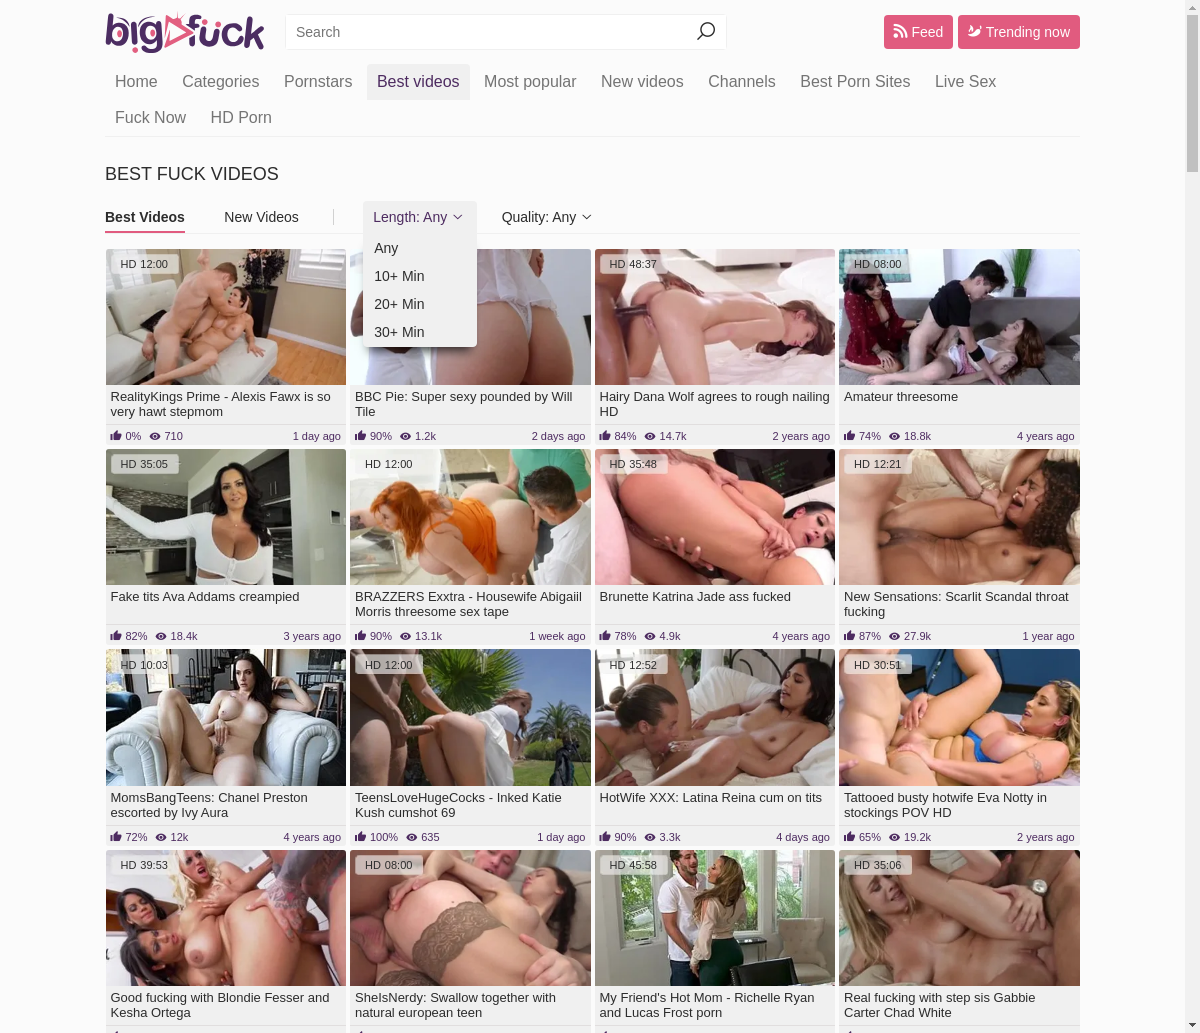 bigfuck
Search
Feed
Trending now
Home Categories Pornstars Best videos Most popular New videos Channels Best Porn Sites Live Sex
Fuck Now HD Porn
BEST FUCK VIDEOS
Best Videos New Videos Length: Any Quality: Any
Any
10+ Min
20+ Min
30+ Min
HD 12:00
RealityKings Prime - Alexis Fawx is so
very hawt stepmom
0% 710 1 day ago
BBC Pie: Super sexy pounded by Will
Tile
90% 1.2k 2 days ago
HD 48:37
Hairy Dana Wolf agrees to rough nailing
HD
84% 14.7k 2 years ago
HD 08:00
Amateur threesome
74% 18.8k 4 years ago
HD 35:05
Fake tits Ava Addams creampied
82% 18.4k 3 years ago
HD 12:00
BRAZZERS Exxtra - Housewife Abigaiil
Morris threesome sex tape
90% 13.1k 1 week ago
HD 35:48
Brunette Katrina Jade ass fucked
78% 4.9k 4 years ago
HD 12:21
New Sensations: Scarlit Scandal throat
fucking
87% 27.9k 1 year ago
HD 10:03
MomsBangTeens: Chanel Preston
escorted by Ivy Aura
72% 12k 4 years ago
HD 12:00
TeensLoveHugeCocks - Inked Katie
Kush cumshot 69
100% 635 1 day ago
HD 12:52
HotWife XXX: Latina Reina cum on tits
90% 3.3k 4 days ago
HD 30:51
Tattooed busty hotwife Eva Notty in
stockings POV HD
65% 19.2k 2 years ago
HD 39:53
Good fucking with Blondie Fesser and
Kesha Ortega
HD 08:00
SheIsNerdy: Swallow together with
natural european teen
HD 45:58
My Friend's Hot Mom - Richelle Ryan
and Lucas Frost porn
HD 35:06
Real fucking with step sis Gabbie
Carter Chad White